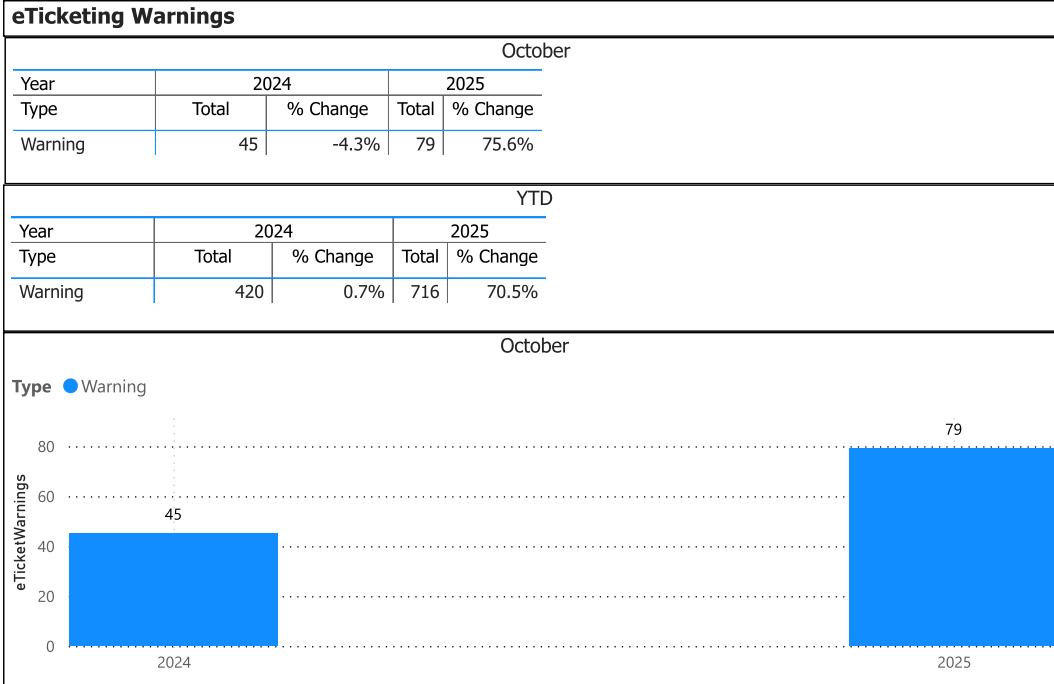 eTicketing Warnings
October
Year 2024 2025
Type Total % Change Total % Change
Warning 45 -4.3% 79 75.6%
YTD
Year 2024 2025
Type Total % Change Total % Change
Warning 420 0.7% 716 70.5%
October
Type Warning
eTicketWarnings
80
60
40
20
0
45
79
2024
2025